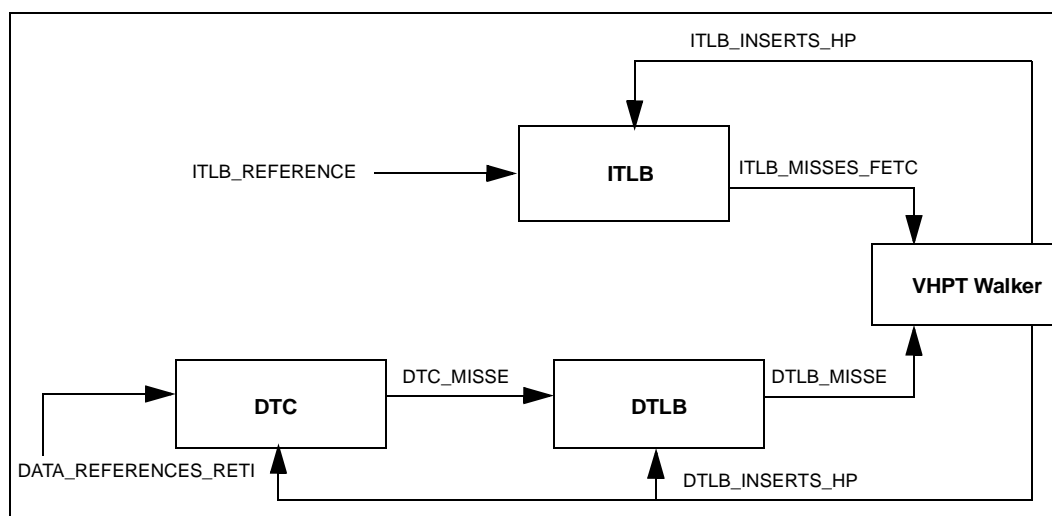 ITLB_INSERTS_HP
ITLB_REFERENCE
ITLB
ITLB_MISSES_FETC
VHPT Walker
DTC_MISSE
DTLB_MISSE
DTC
DTLB
DATA_REFERENCES_RETI
DTLB_INSERTS_HP